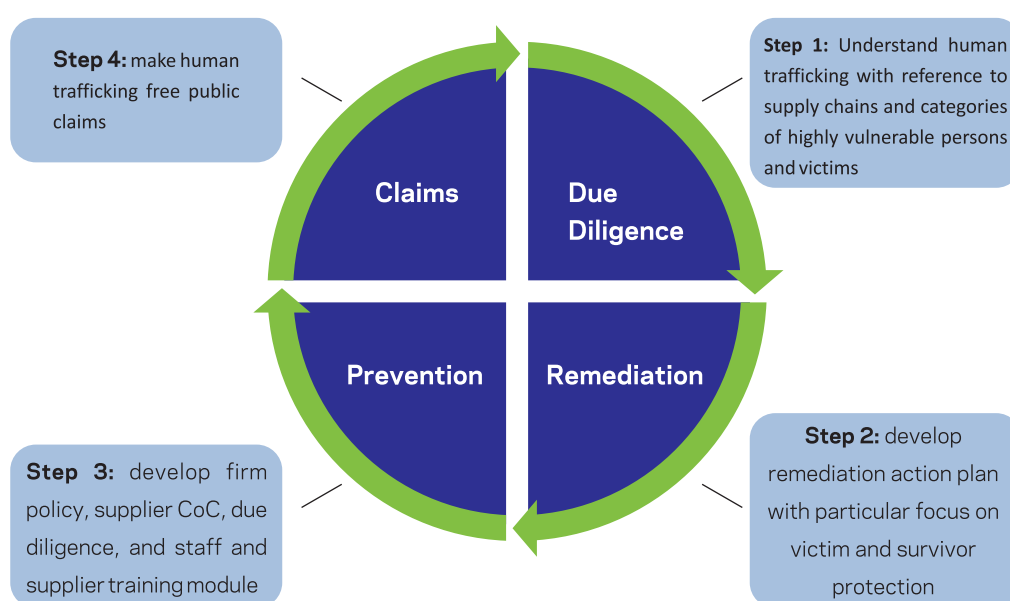 Step 4: make human
trafficking free public
claims
Step 1: Understand human
trafficking with reference to
supply chains and categories
of highly vulnerable persons
and victims
Claims
Due
Diligence
Prevention
Remediation
Step 3: develop firm
policy, supplier CoC, due
diligence, and staff and
supplier training module
Step 2: develop
remediation action plan
with particular focus on
victim and survivor
protection